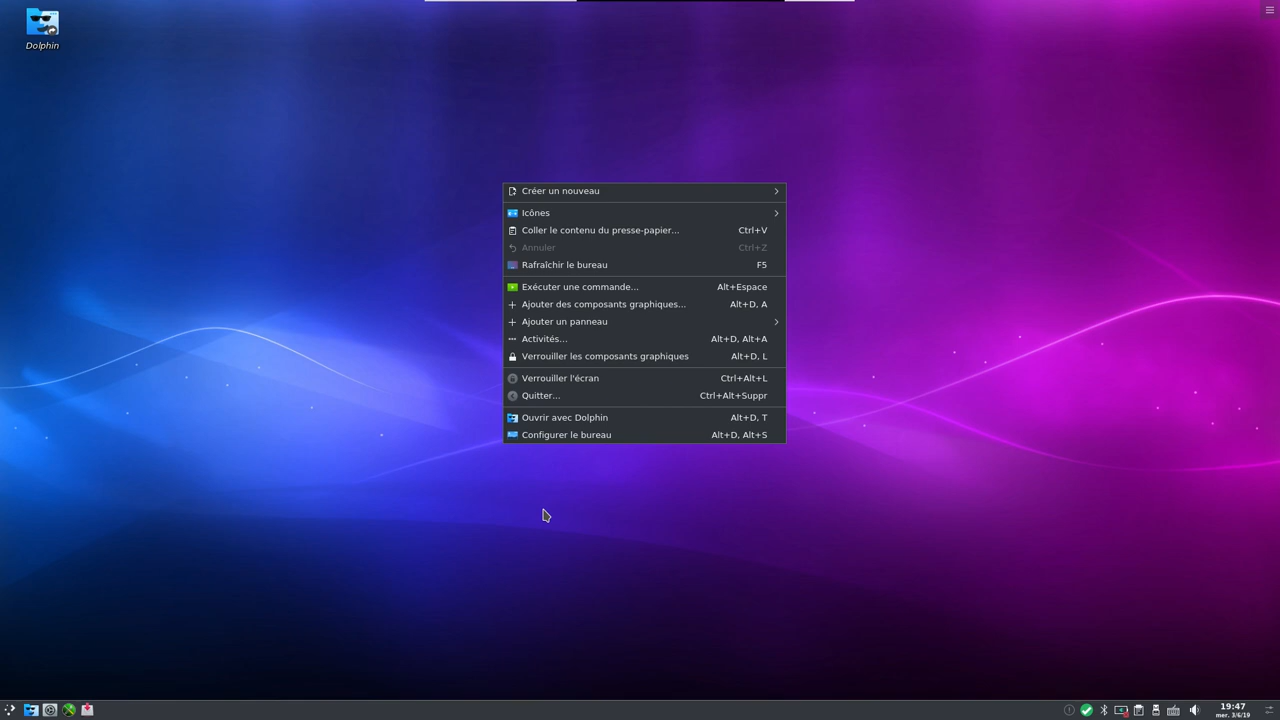 Dolphin
Créer un nouveau
Icônes
Coller le contenu du presse-papier... Ctrl+V
Annuler Ctrl+Z
Rafraîchir le bureau F5
Exécuter une commande... Alt+Espace
Ajouter des composants graphiques... Alt+D, A
Ajouter un panneau
Activités... Alt+D, Alt+A
Verrouiller les composants graphiques Alt+D, L
Verrouiller l'écran Ctrl+Alt+L
Quitter... Ctrl+Alt+Suppr
Ouvrir avec Dolphin Alt+D, T
Configurer le bureau Alt+D, Alt+S
19:47
mer. 3/6/19